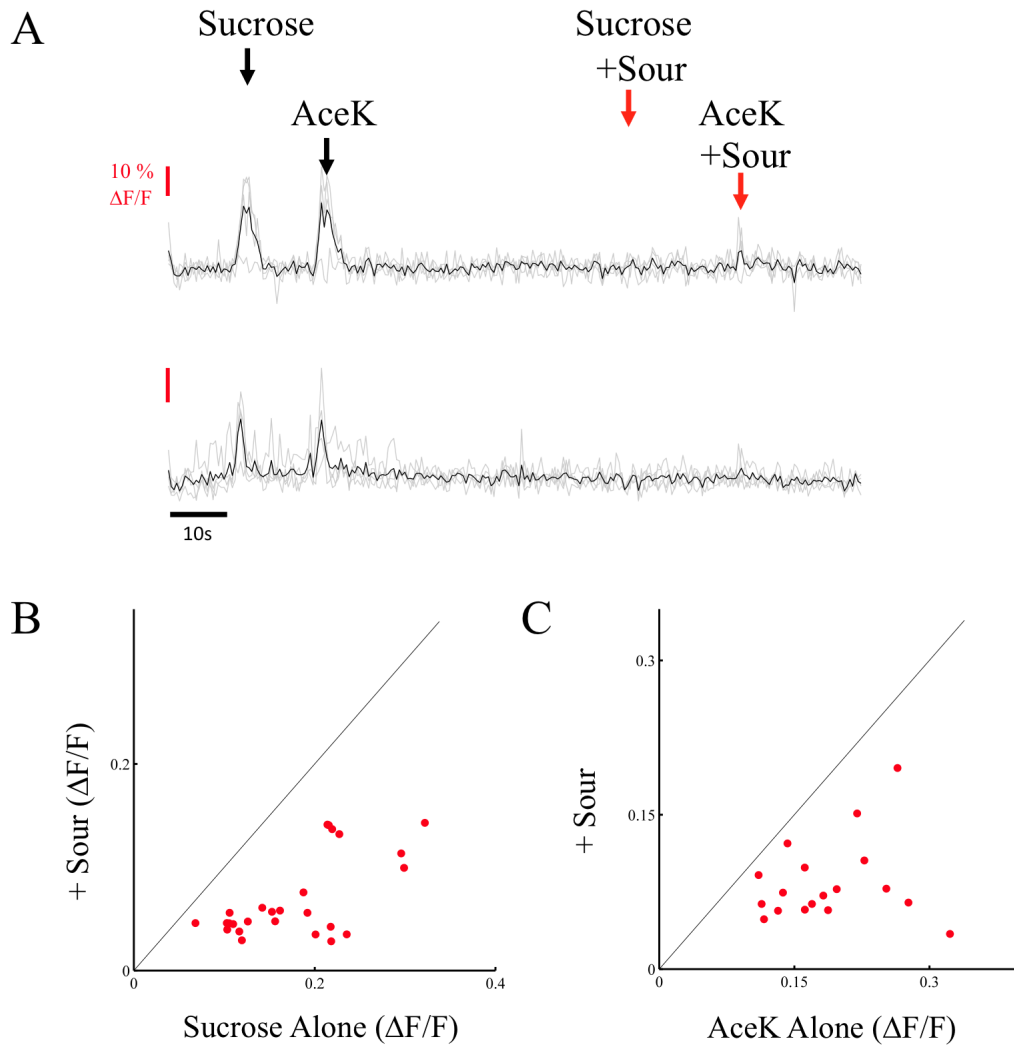 A
Sucrose
AceK
Sucrose
+Sour
AceK
+Sour
10 %
ΔF/F
10s
B
+ Sour (ΔF/F)
0.2
0
0
0.2
0.4
Sucrose Alone (ΔF/F)
C
+ Sour
0.3
0.15
0
0
0.15
0.3
AceK Alone (ΔF/F)